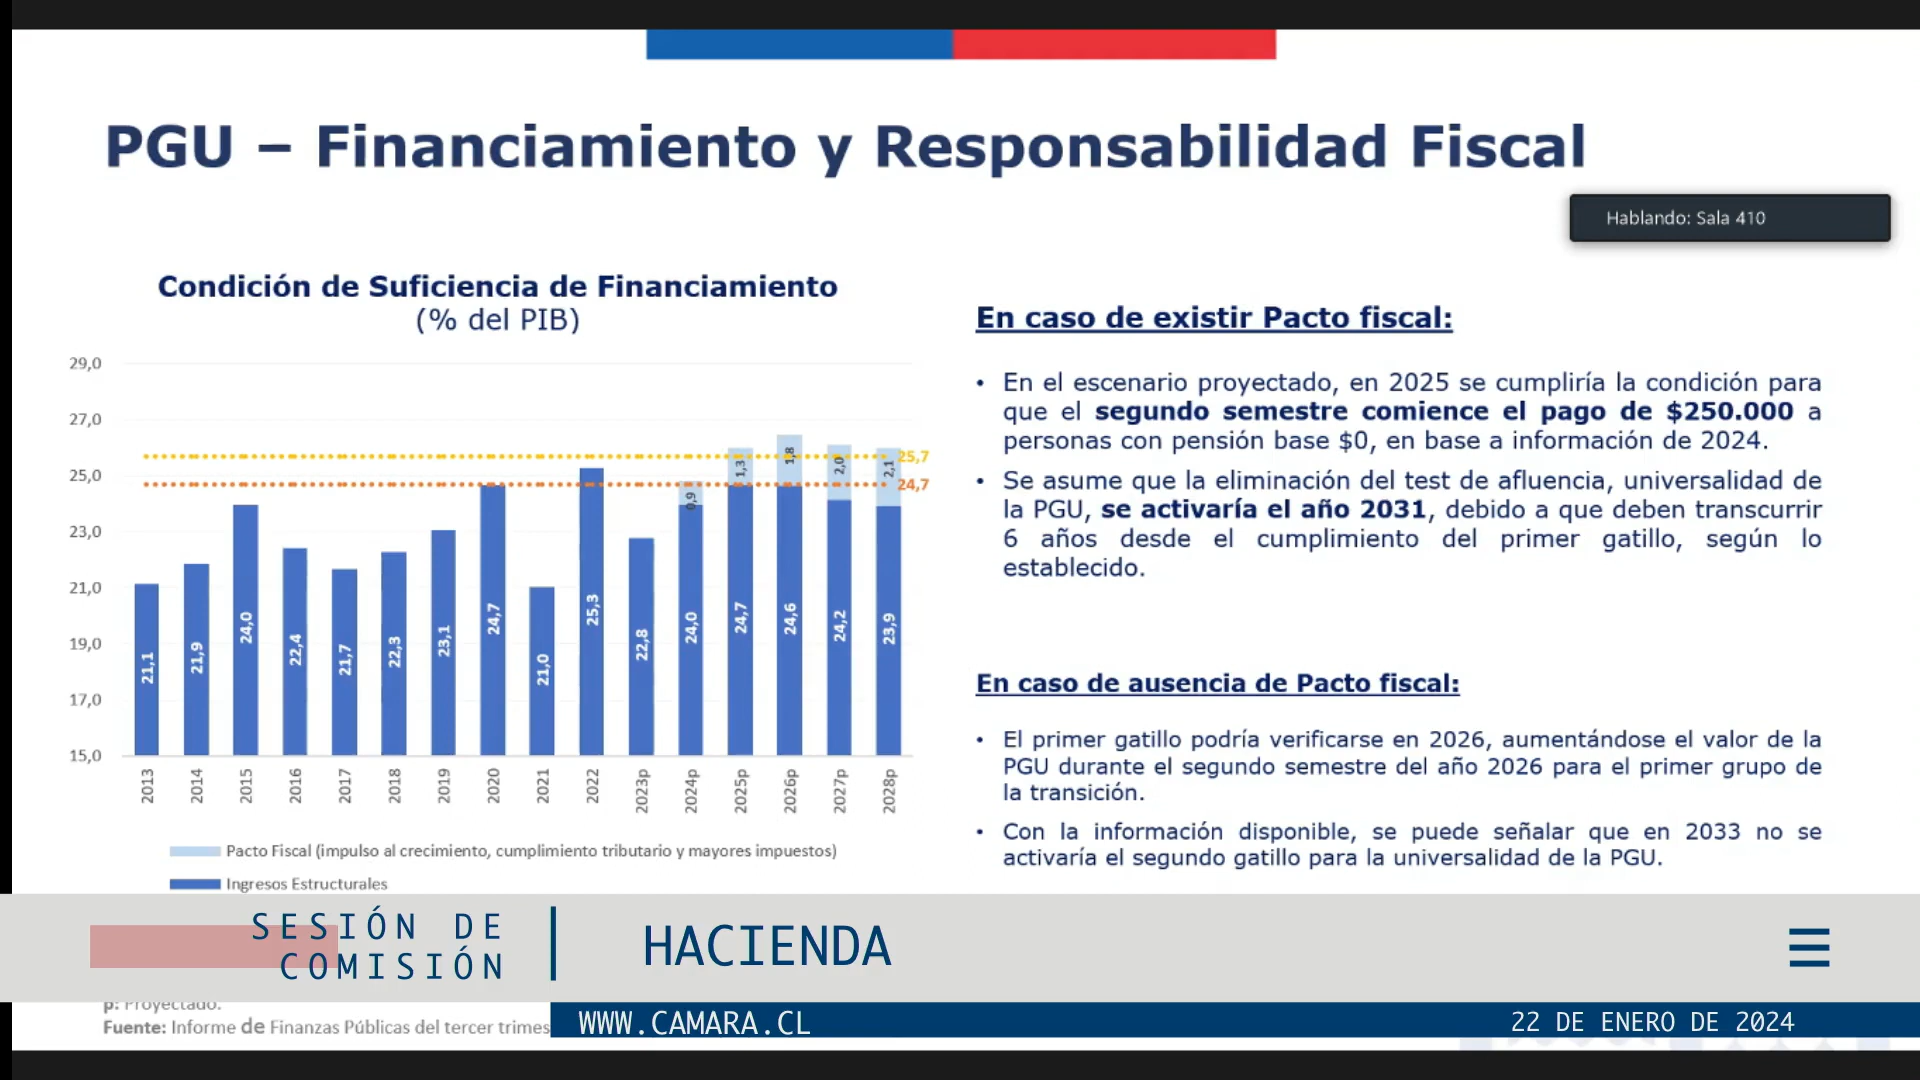 PGU – Financiamiento y Responsabilidad Fiscal
Hablando: Sala 410
Condición de Suficiencia de Financiamiento
(% del PIB)
29,0
27,0
25,0
23,0
21,0
19,0
17,0
15,0
25,7
24,7
0,9
1,3
1,8
2,0
2,1
21,1
21,9
24,0
22,4
21,7
22,3
23,1
24,7
21,0
25,3
22,8
24,0
24,7
24,6
24,2
23,9
2013
2014
2015
2016
2017
2018
2019
2020
2021
2022
2023p
2024p
2025p
2026p
2027p
2028p
Pacto Fiscal (impulso al crecimiento, cumplimiento tributario y mayores impuestos)
Ingresos Estructurales
En caso de existir Pacto fiscal:
• En el escenario proyectado, en 2025 se cumpliría la condición para
que el segundo semestre comience el pago de $250.000 a
personas con pensión base $0, en base a información de 2024.
• Se asume que la eliminación del test de afluencia, universalidad de
la PGU, se activaría el año 2031, debido a que deben transcurrir
6 años desde el cumplimiento del primer gatillo, según lo
establecido.
En caso de ausencia de Pacto fiscal:
• El primer gatillo podría verificarse en 2026, aumentándose el valor de la
PGU durante el segundo semestre del año 2026 para el primer grupo de
la transición.
• Con la información disponible, se puede señalar que en 2033 no se
activaría el segundo gatillo para la universalidad de la PGU.
SESIÓN DE
COMISIÓN
HACIENDA
p: Proyectado.
Fuente: Informe de Finanzas Públicas del tercer trimes
WWW.CAMARA.CL
22 DE ENERO DE 2024